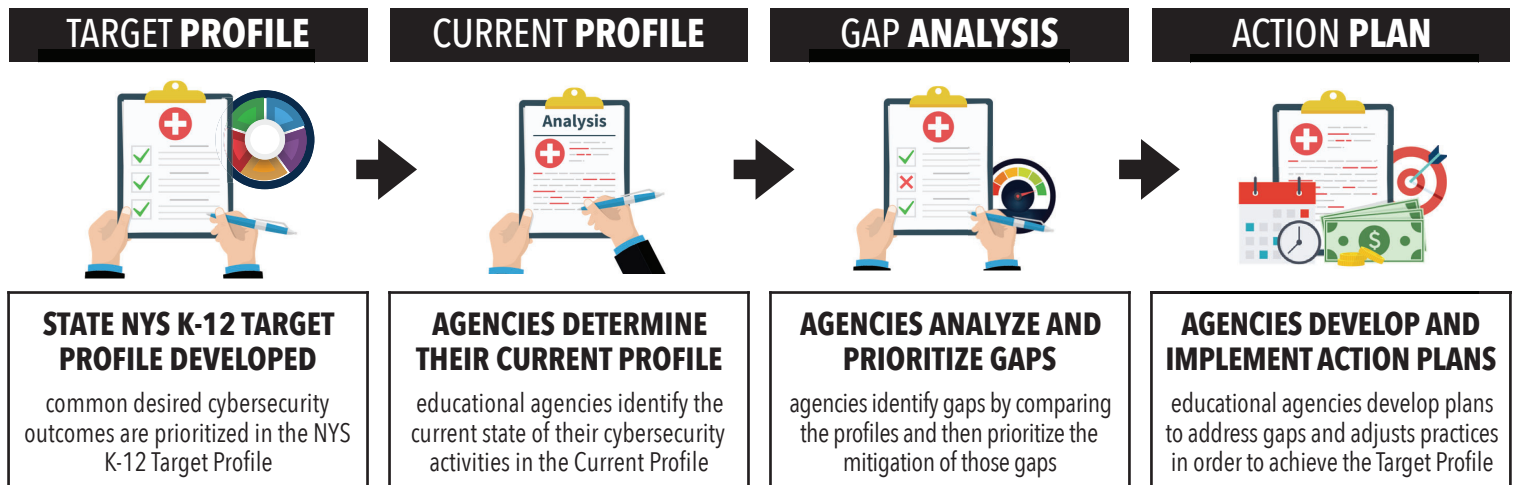 TARGET PROFILE
CURRENT PROFILE
GAP ANALYSIS
ACTION PLAN
Analysis
$
STATE NYS K-12 TARGET
PROFILE DEVELOPED
common desired cybersecurity
outcomes are prioritized in the NYS
K-12 Target Profile
AGENCIES DETERMINE
THEIR CURRENT PROFILE
educational agencies identify the
current state of their cybersecurity
activities in the Current Profile
AGENCIES ANALYZE AND
PRIORITIZE GAPS
agencies identify gaps by comparing
the profiles and then prioritize the
mitigation of those gaps
AGENCIES DEVELOP AND
IMPLEMENT ACTION PLANS
educational agencies develop plans
to address gaps and adjusts practices
in order to achieve the Target Profile